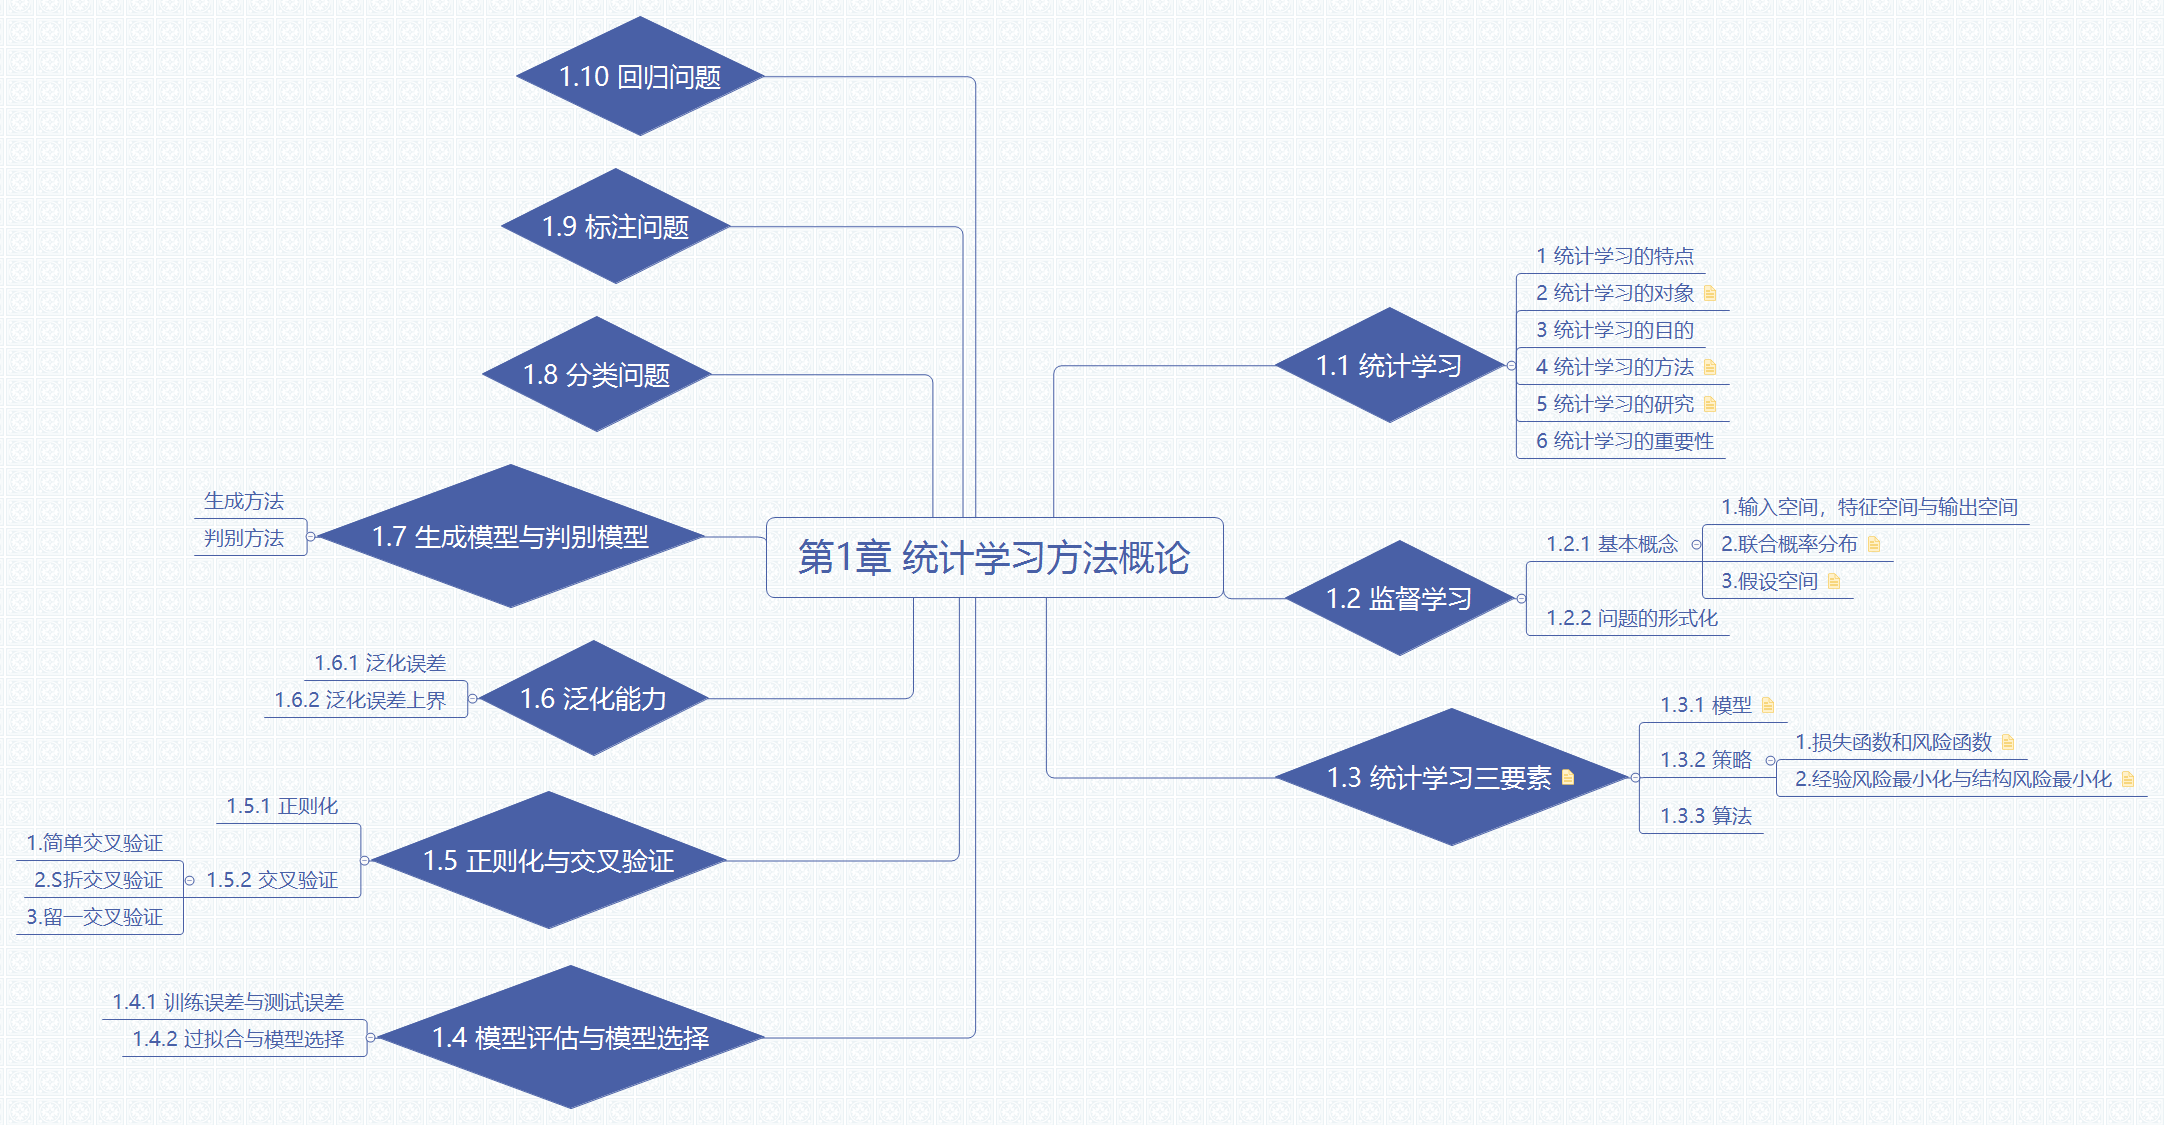 第1章 统计学习方法概论
1.1 统计学习
1 统计学习的特点
2 统计学习的对象
3 统计学习的目的
4 统计学习的方法
5 统计学习的研究
6 统计学习的重要性
1.2 监督学习
1.2.1 基本概念
1.输入空间，特征空间与输出空间
2.联合概率分布
3.假设空间
1.2.2 问题的形式化
1.3 统计学习三要素
1.3.1 模型
1.3.2 策略
1.损失函数和风险函数
2.经验风险最小化与结构风险最小化
1.3.3 算法
1.4 模型评估与模型选择
1.4.1 训练误差与测试误差
1.4.2 过拟合与模型选择
1.5 正则化与交叉验证
1.5.1 正则化
1.5.2 交叉验证
1.简单交叉验证
2.S折交叉验证
3.留一交叉验证
1.6 泛化能力
1.6.1 泛化误差
1.6.2 泛化误差上界
1.7 生成模型与判别模型
生成方法
判别方法
1.8 分类问题
1.9 标注问题
1.10 回归问题